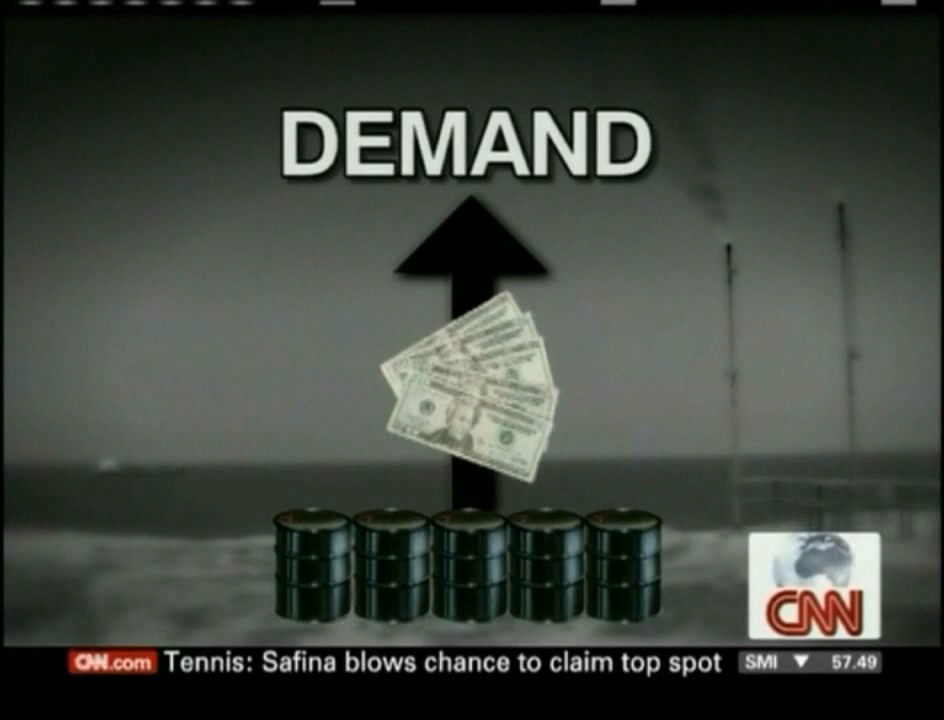 DEMAND
CNN
CNN.com Tennis: Safina blows chance to claim top spot SMI ▼ 57.49